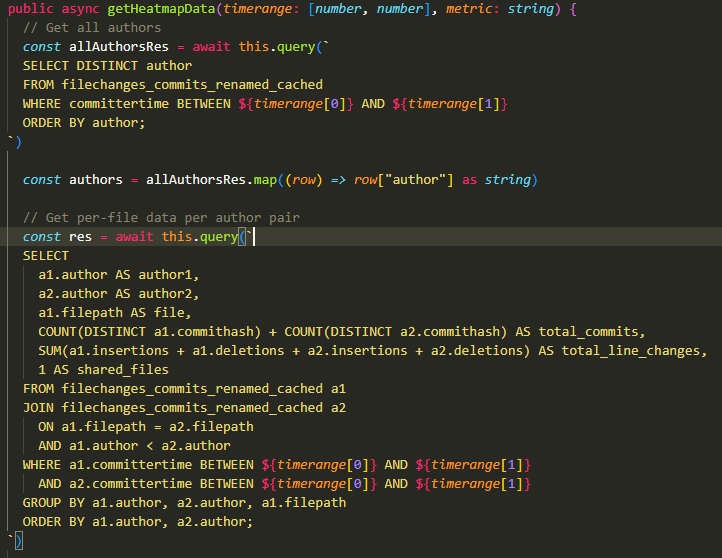 public async getHeatmapData(timerange: [number, number], metric: string) {
// Get all authors
const allAuthorsRes = await this.query(`
SELECT DISTINCT author
FROM filechanges_commits_renamed_cached
WHERE committertime BETWEEN ${timerange[0]} AND ${timerange[1]}
ORDER BY author;
`)
const authors = allAuthorsRes.map((row) => row["author"] as string)
// Get per-file data per author pair
const res = await this.query(`
SELECT
a1.author AS author1,
a2.author AS author2,
a1.filepath AS file,
COUNT(DISTINCT a1.commithash) + COUNT(DISTINCT a2.commithash) AS total_commits,
SUM(a1.insertions + a1.deletions + a2.insertions + a2.deletions) AS total_line_changes,
1 AS shared_files
FROM filechanges_commits_renamed_cached a1
JOIN filechanges_commits_renamed_cached a2
ON a1.filepath = a2.filepath
AND a1.author < a2.author
WHERE a1.committertime BETWEEN ${timerange[0]} AND ${timerange[1]}
AND a2.committertime BETWEEN ${timerange[0]} AND ${timerange[1]}
GROUP BY a1.author, a2.author, a1.filepath
ORDER BY a1.author, a2.author;
`)